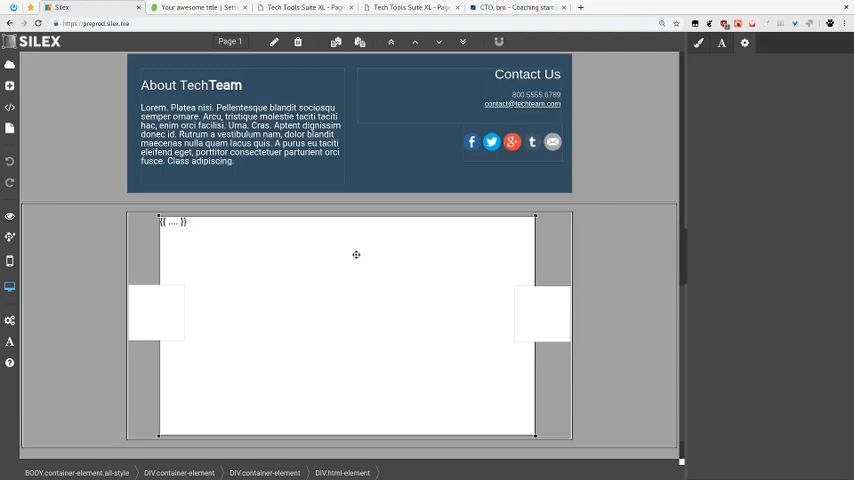 Silex
Your awesome title | Sett
Tech Tools Suite XL - Page
Tech Tools Suite XL - Page
CTO, bro - Coaching startu
https://preprod.silex.me
SILEX
Page 1
About TechTeam
Contact Us
800.5555.6789
contact@techteam.com
Lorem. Platea nisi. Pellentesque blandit sociosqu
semper ornare. Arcu, tristique molestie taciti taciti
hac, enim orci facilisi. Urna. Cras. Aptent dignissim
donec id. Rutrum a vestibulum nam, dolor blandit
maecenas nulla quam lacus quis. A purus eu taciti
eleifend eget, porttitor consectetuer parturient orci
fusce. Class adipiscing.
{{ .... }}
BODY.container-element.all-style
DIV.container-element
DIV.container-element
DIV.html-element